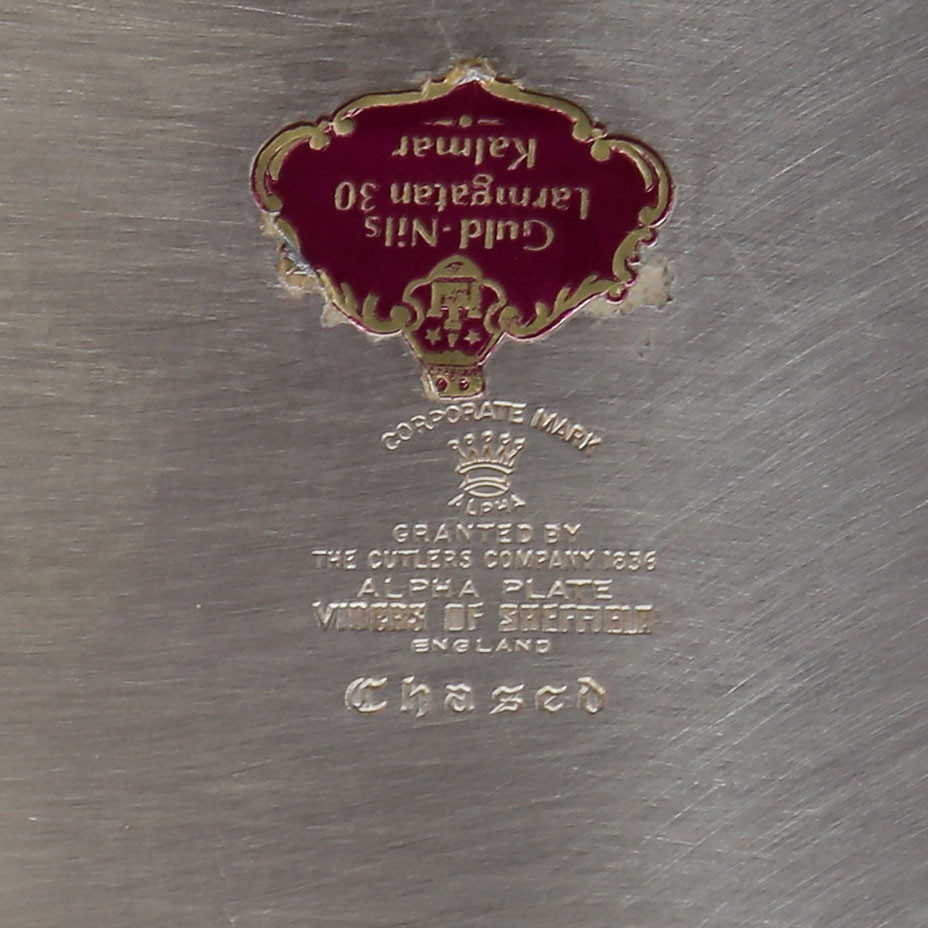 Guld-Nils
Larmgatan 30
Kalmar
CORPORATE MARK
ALPHA
GRANTED BY
THE CUTLERS COMPANY 1836
ALPHA PLATE
VINERS OF SHEFFIELD
ENGLAND
Chased